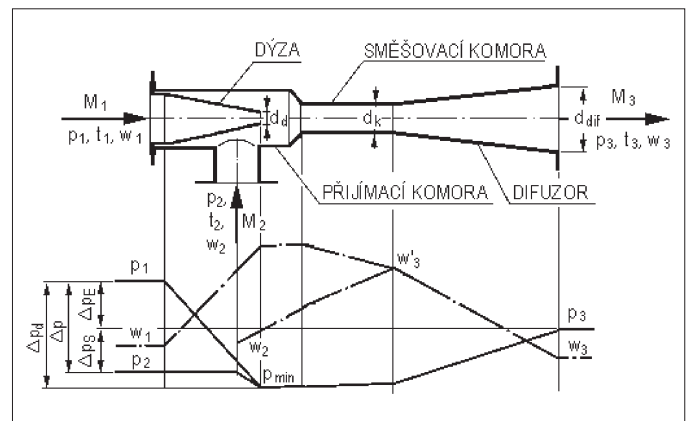 DÝZA
SMĚŠOVACÍ KOMORA
M1
p1, t1, w1
dd
dk
ddif
M3
p3, t3, w3
p2,
t2,
w2
M2
PŘIJÍMACÍ KOMORA
DIFUZOR
p1
w'3
ΔpE
Δp
Δpd
ΔpS
w1
p2
w2
pmin
p3
w3